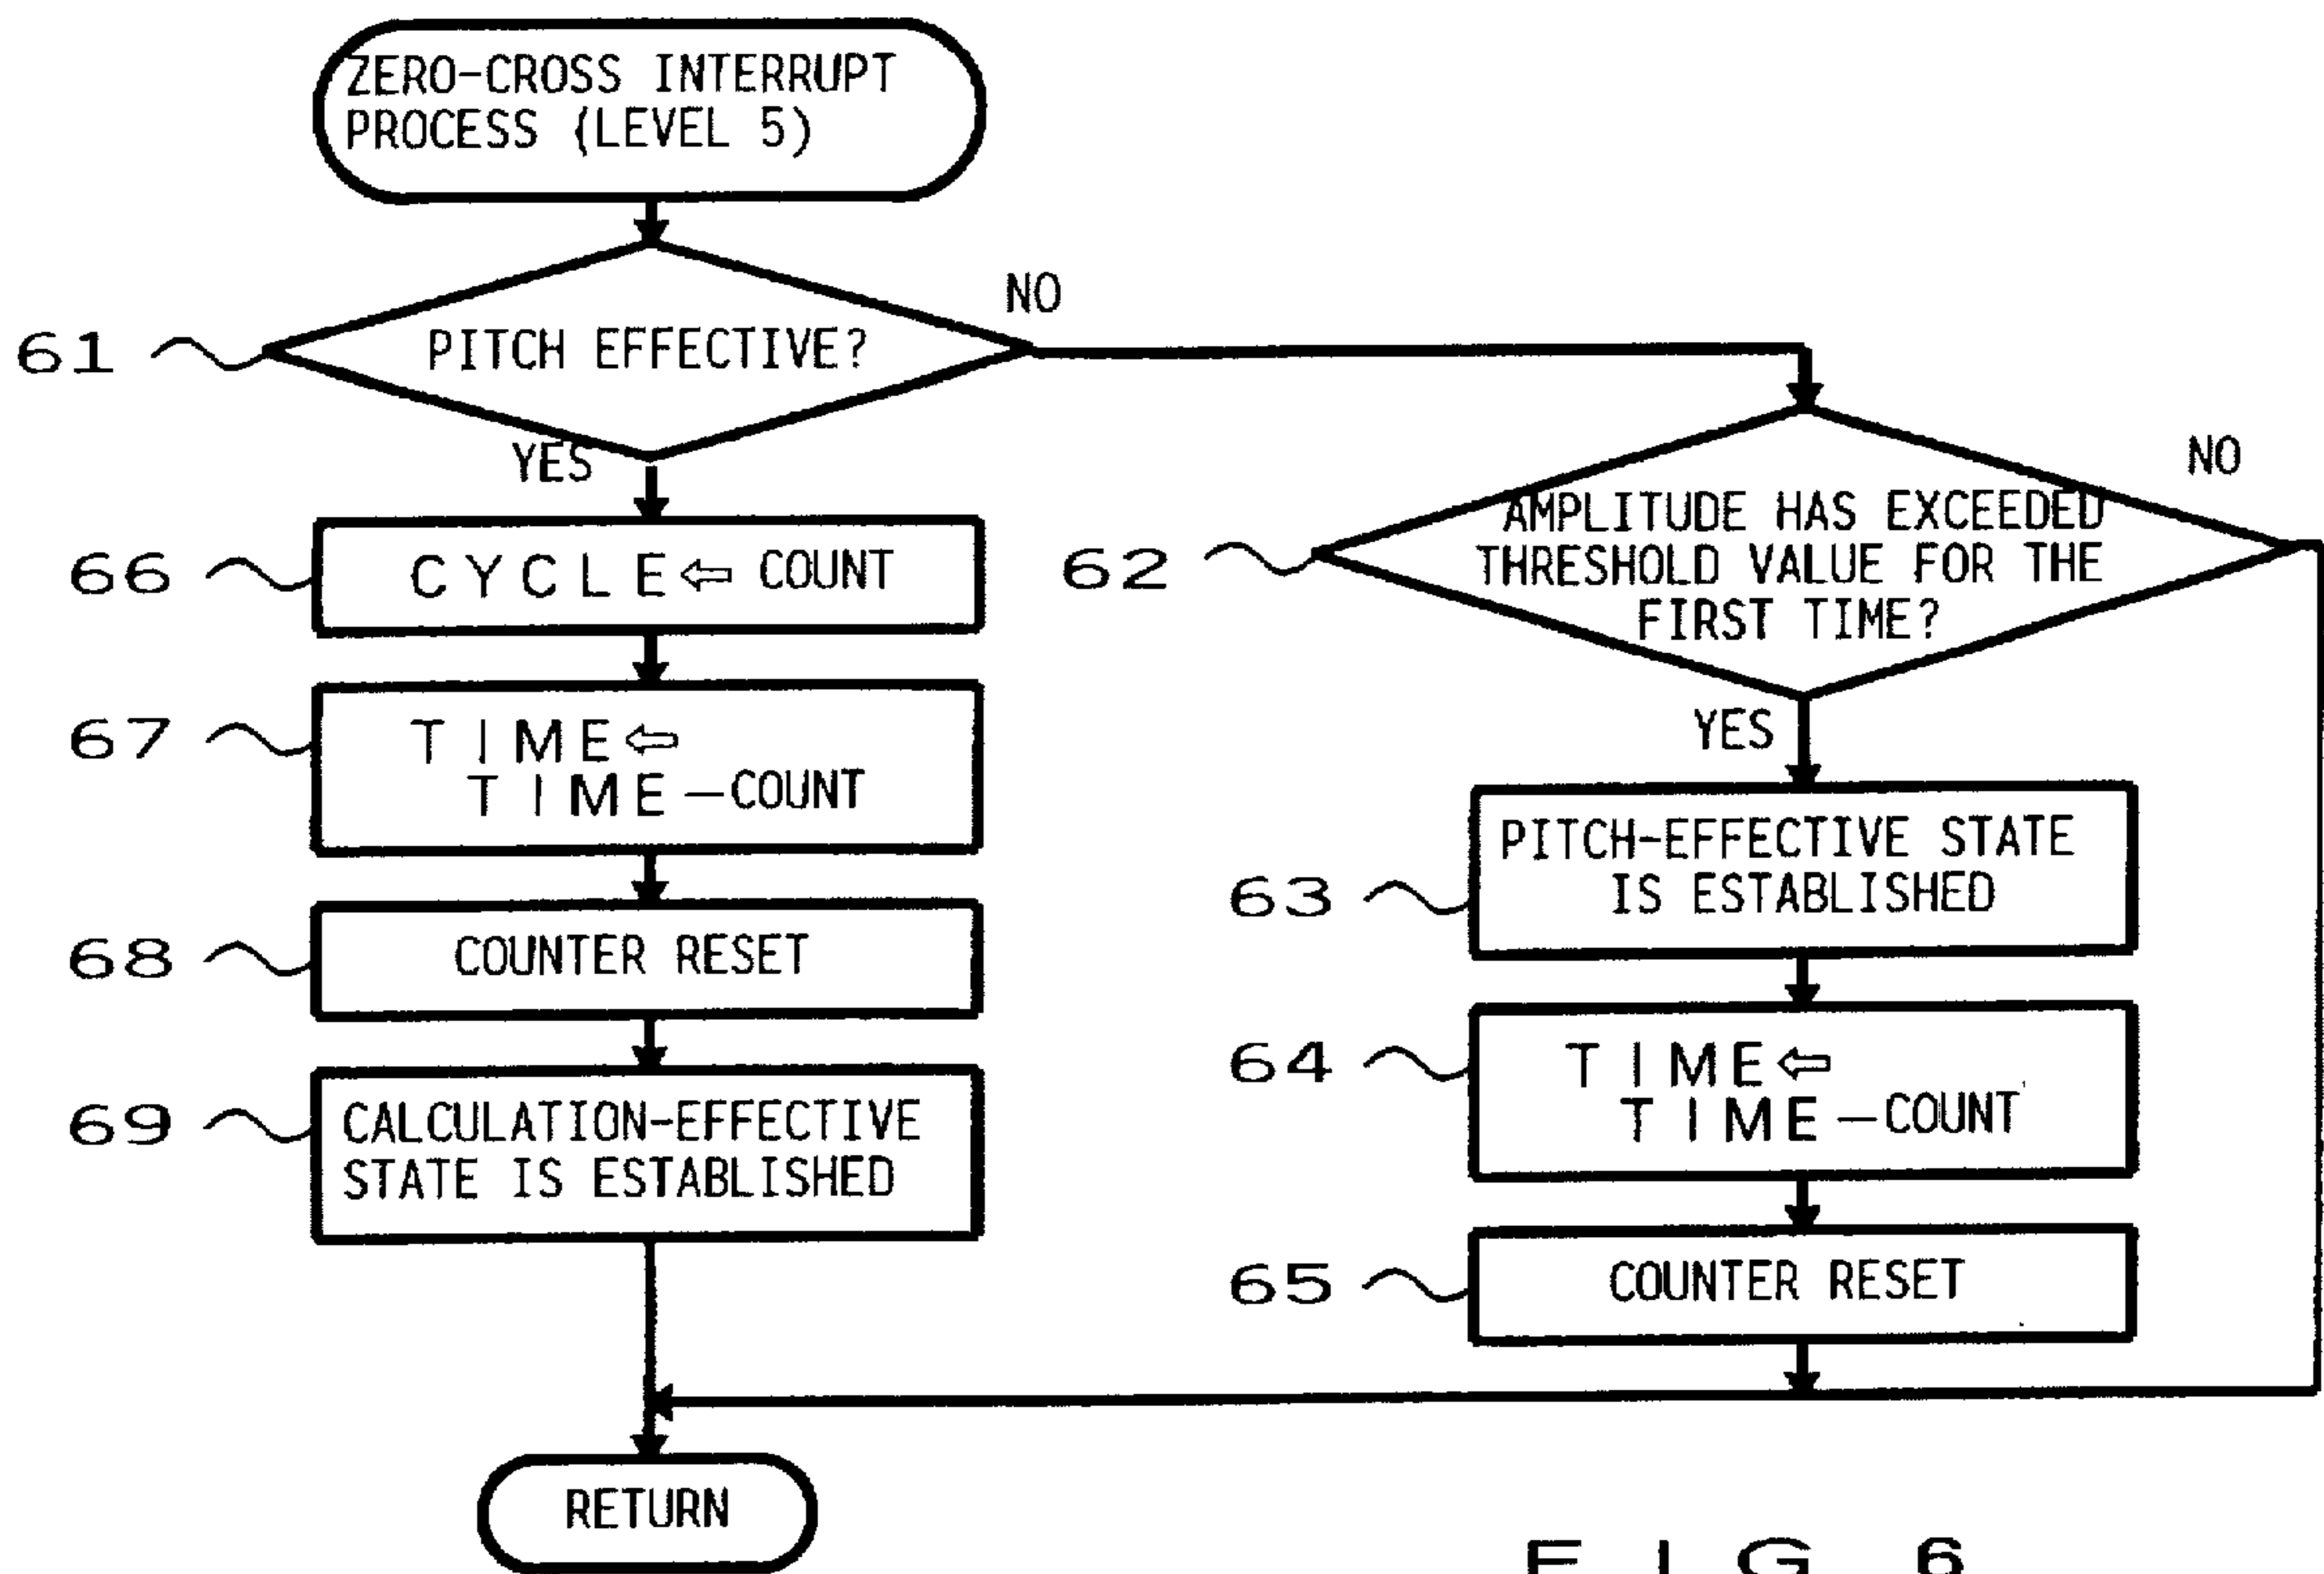 ZERO-CROSS INTERRUPT
PROCESS (LEVEL 5)
61
PITCH EFFECTIVE?
NO
YES
66
CYCLE⇦ COUNT
67
TIME⇦
TIME—COUNT
68
COUNTER RESET
69
CALCULATION-EFFECTIVE
STATE IS ESTABLISHED
62
AMPLITUDE HAS EXCEEDED
THRESHOLD VALUE FOR THE
FIRST TIME?
NO
YES
63
PITCH-EFFECTIVE STATE
IS ESTABLISHED
64
TIME⇦
TIME—COUNT
65
COUNTER RESET
RETURN
FIG 6